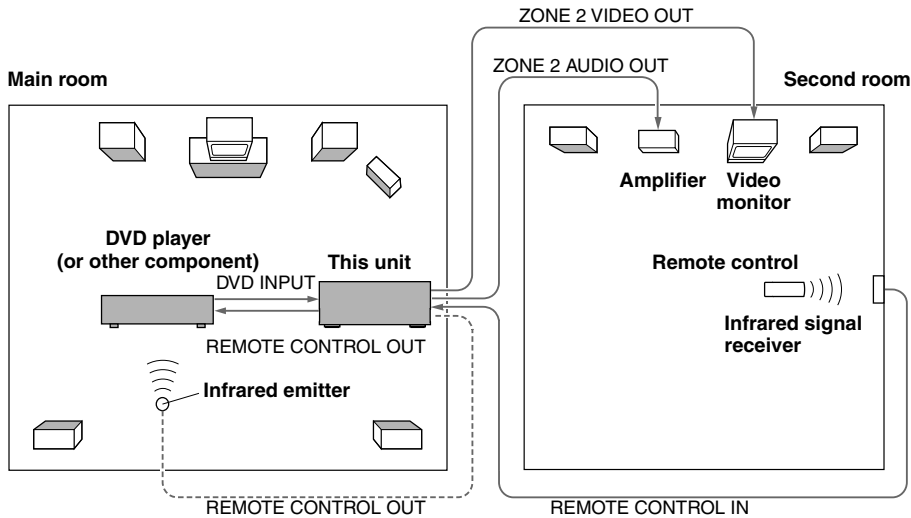 ZONE 2 VIDEO OUT
ZONE 2 AUDIO OUT
Main room
Second room
Amplifier
Video
monitor
DVD player
(or other component)
This unit
DVD INPUT
REMOTE CONTROL OUT
Remote control
Infrared signal
receiver
Infrared emitter
REMOTE CONTROL OUT
REMOTE CONTROL IN